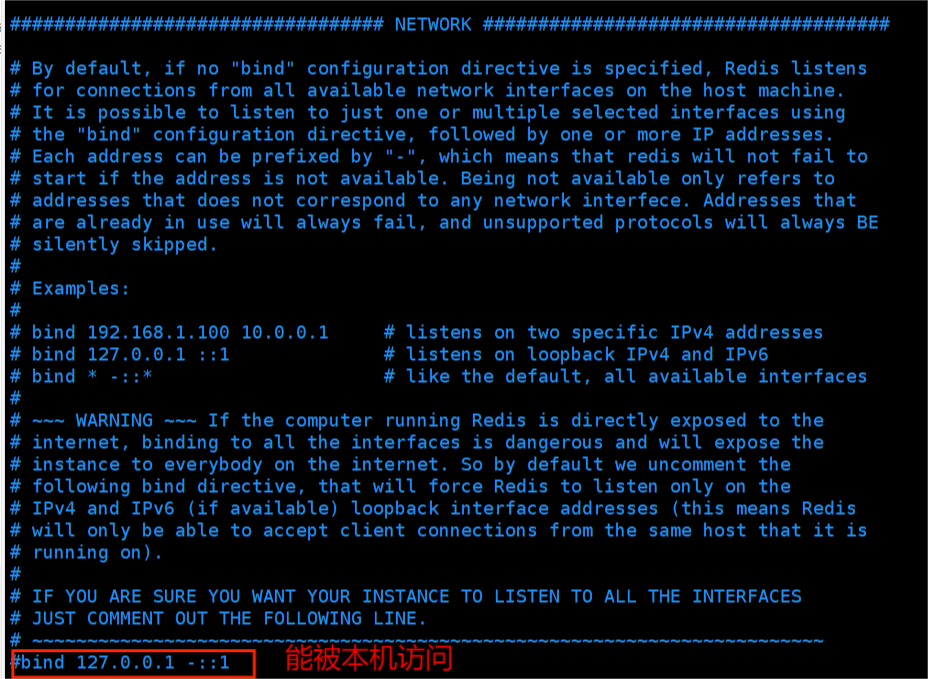 ################################## NETWORK #####################################
# By default, if no "bind" configuration directive is specified, Redis listens
# for connections from all available network interfaces on the host machine.
# It is possible to listen to just one or multiple selected interfaces using
# the "bind" configuration directive, followed by one or more IP addresses.
# Each address can be prefixed by "-", which means that redis will not fail to
# start if the address is not available. Being not available only refers to
# addresses that does not correspond to any network interfece. Addresses that
# are already in use will always fail, and unsupported protocols will always BE
# silently skipped.
#
# Examples:
#
# bind 192.168.1.100 10.0.0.1     # listens on two specific IPv4 addresses
# bind 127.0.0.1 ::1              # listens on loopback IPv4 and IPv6
# bind * -::*                     # like the default, all available interfaces
#
# ~~~ WARNING ~~~ If the computer running Redis is directly exposed to the
# internet, binding to all the interfaces is dangerous and will expose the
# instance to everybody on the internet. So by default we uncomment the
# following bind directive, that will force Redis to listen only on the
# IPv4 and IPv6 (if available) loopback interface addresses (this means Redis
# will only be able to accept client connections from the same host that it is
# running on).
#
# IF YOU ARE SURE YOU WANT YOUR INSTANCE TO LISTEN TO ALL THE INTERFACES
# JUST COMMENT OUT THE FOLLOWING LINE.
# ~~~~~~~~~~~~~~~~~~~~~~~~~~~~~~~~~~~~~~~~~~~~~~~~~~~~~~~~~~~~~~~~~~~~~~~~
#bind 127.0.0.1 -::1 能被本机访问